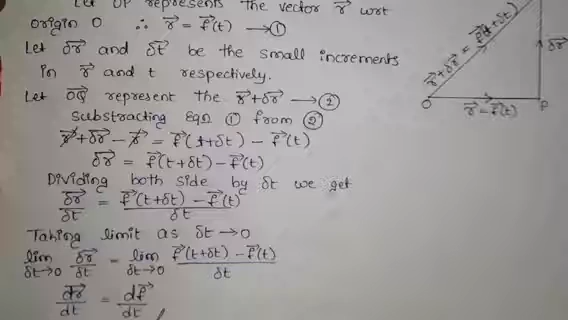 Let OP represents the vector r⃗ wrt
origin O ∴ r⃗ = f⃗(t) → ①
Let δr⃗ and δt⃗ be the small increments
in r⃗ and t respectively.
Let OQ⃗ represent the r⃗+δr⃗ → ②
Substracting Eqn ① from ②
r⃗+δr⃗-r⃗ = f⃗(t+δt) - f⃗(t)
δr⃗ = f⃗(t+δt) - f⃗(t)
Dividing both side by δt we get
δr⃗/δt = f⃗(t+δt) - f⃗(t)/δt
Taking limit as δt→0
lim δt→0 δr⃗/δt = lim δt→0 f⃗(t+δt) - f⃗(t)/δt
dr⃗/dt = df⃗/dt
r⃗+δr⃗ = f⃗(t+δt)
δr⃗
O P
r⃗ = f⃗(t)